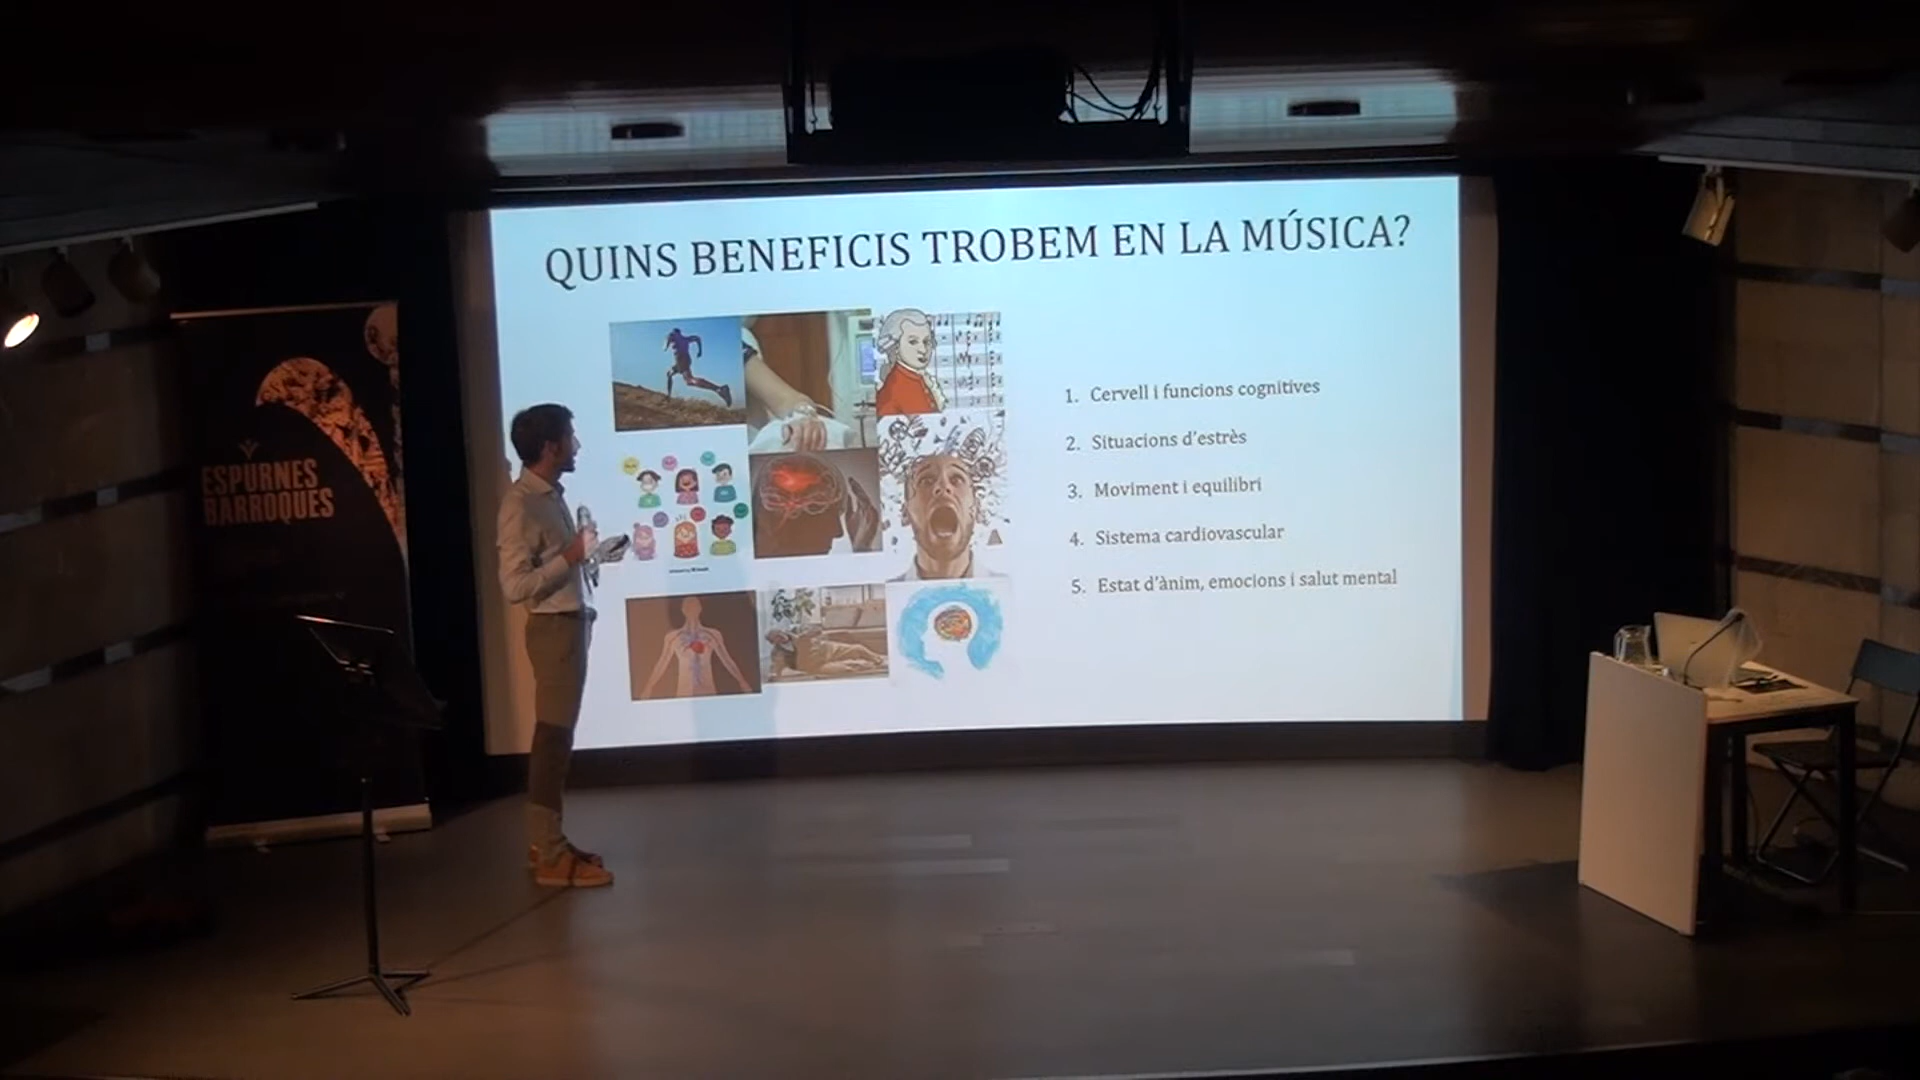 QUINS BENEFICIS TROBEM EN LA MÚSICA?
1. Cervell i funcions cognitives
2. Situacions d'estrès
3. Moviment i equilibri
4. Sistema cardiovascular
5. Estat d'ànim, emocions i salut mental
ESPURNES
BARROQUES